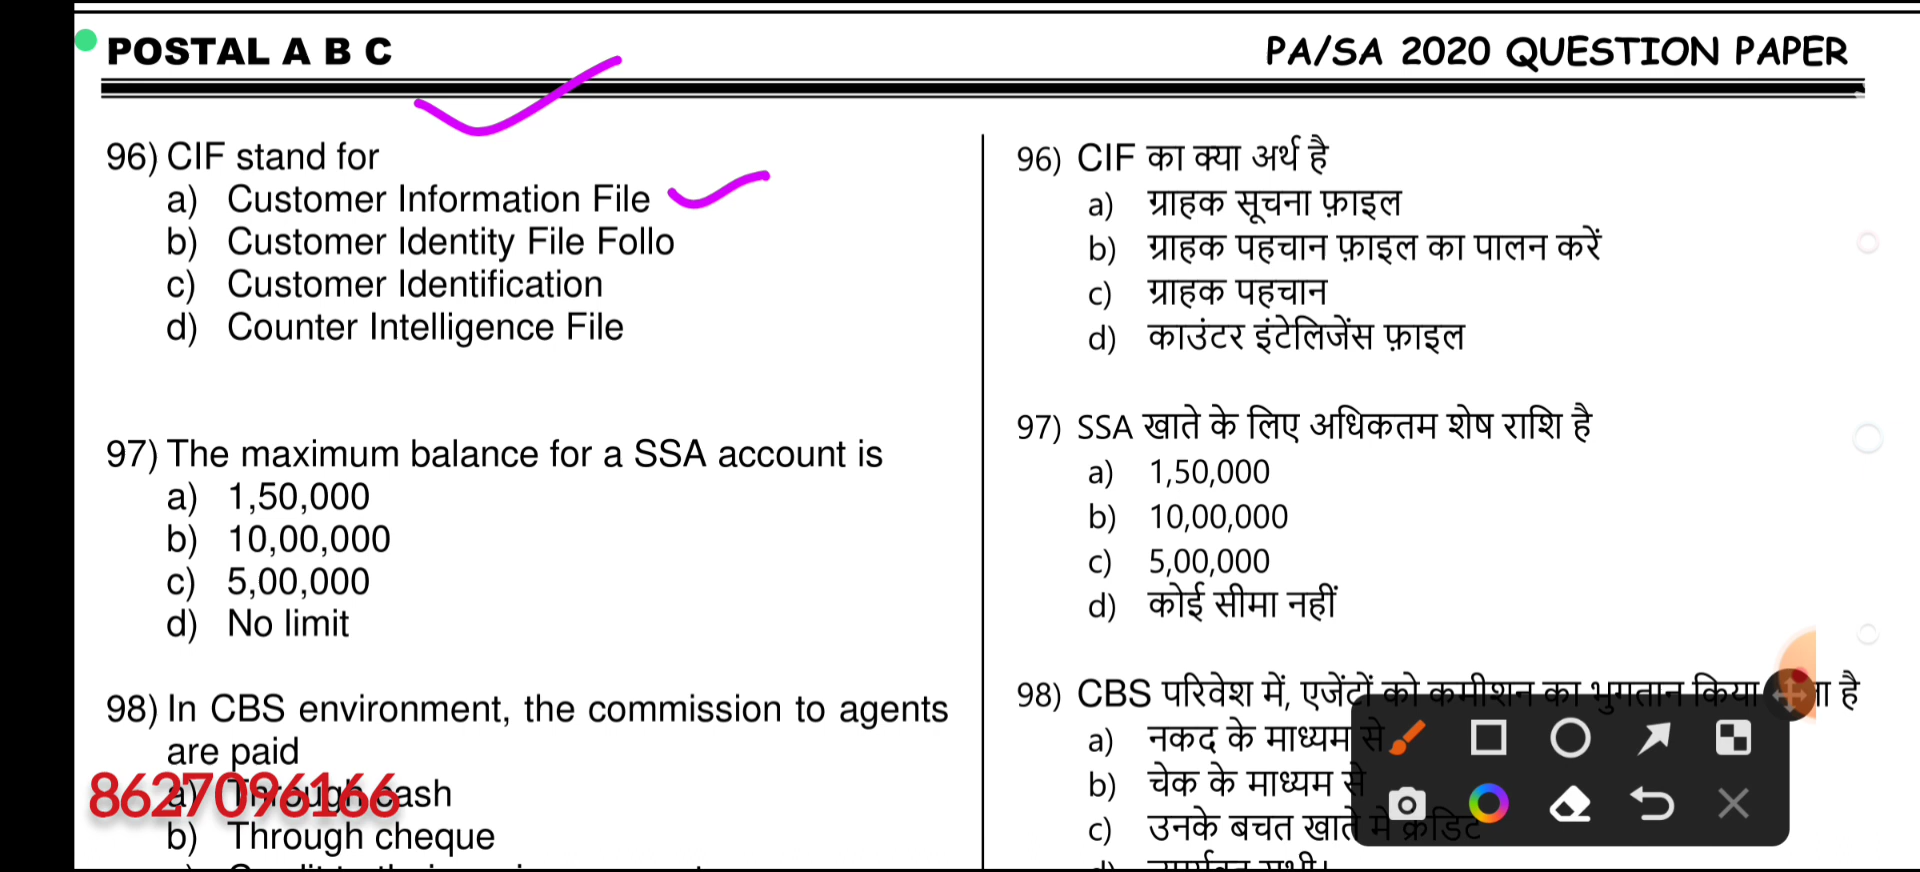 POSTAL A B C
PA/SA 2020 QUESTION PAPER
96) CIF stand for
a) Customer Information File
b) Customer Identity File Follo
c) Customer Identification
d) Counter Intelligence File
97) The maximum balance for a SSA account is
a) 1,50,000
b) 10,00,000
c) 5,00,000
d) No limit
98) In CBS environment, the commission to agents
are paid
a) Through cash
8627096166
b) Through cheque
96) CIF का क्या अर्थ है
a) ग्राहक सूचना फ़ाइल
b) ग्राहक पहचान फ़ाइल का पालन करें
c) ग्राहक पहचान
d) काउंटर इंटेलिजेंस फ़ाइल
97) SSA खाते के लिए अधिकतम शेष राशि है
a) 1,50,000
b) 10,00,000
c) 5,00,000
d) कोई सीमा नहीं
98) CBS परिवेश में, एजेंटों को कमीशन का भुगतान किया है
a) नकद के माध्यम से
b) चेक के माध्यम से
c) उनके बचत खाते में क्रेडिट